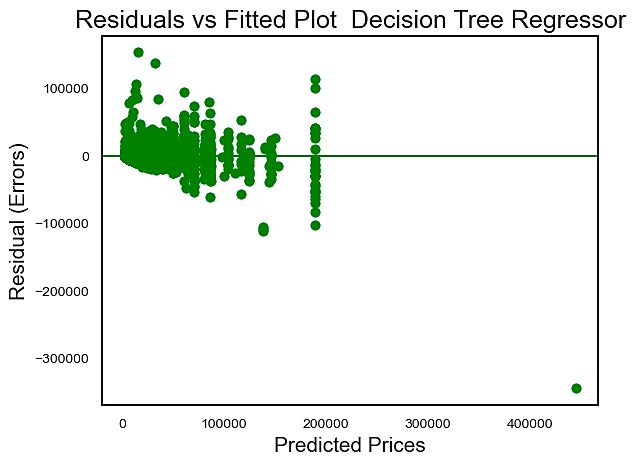 Residuals vs Fitted Plot  Decision Tree Regressor
100000
0
−100000
−200000
−300000
Residual (Errors)
0 100000 200000 300000 400000
Predicted Prices